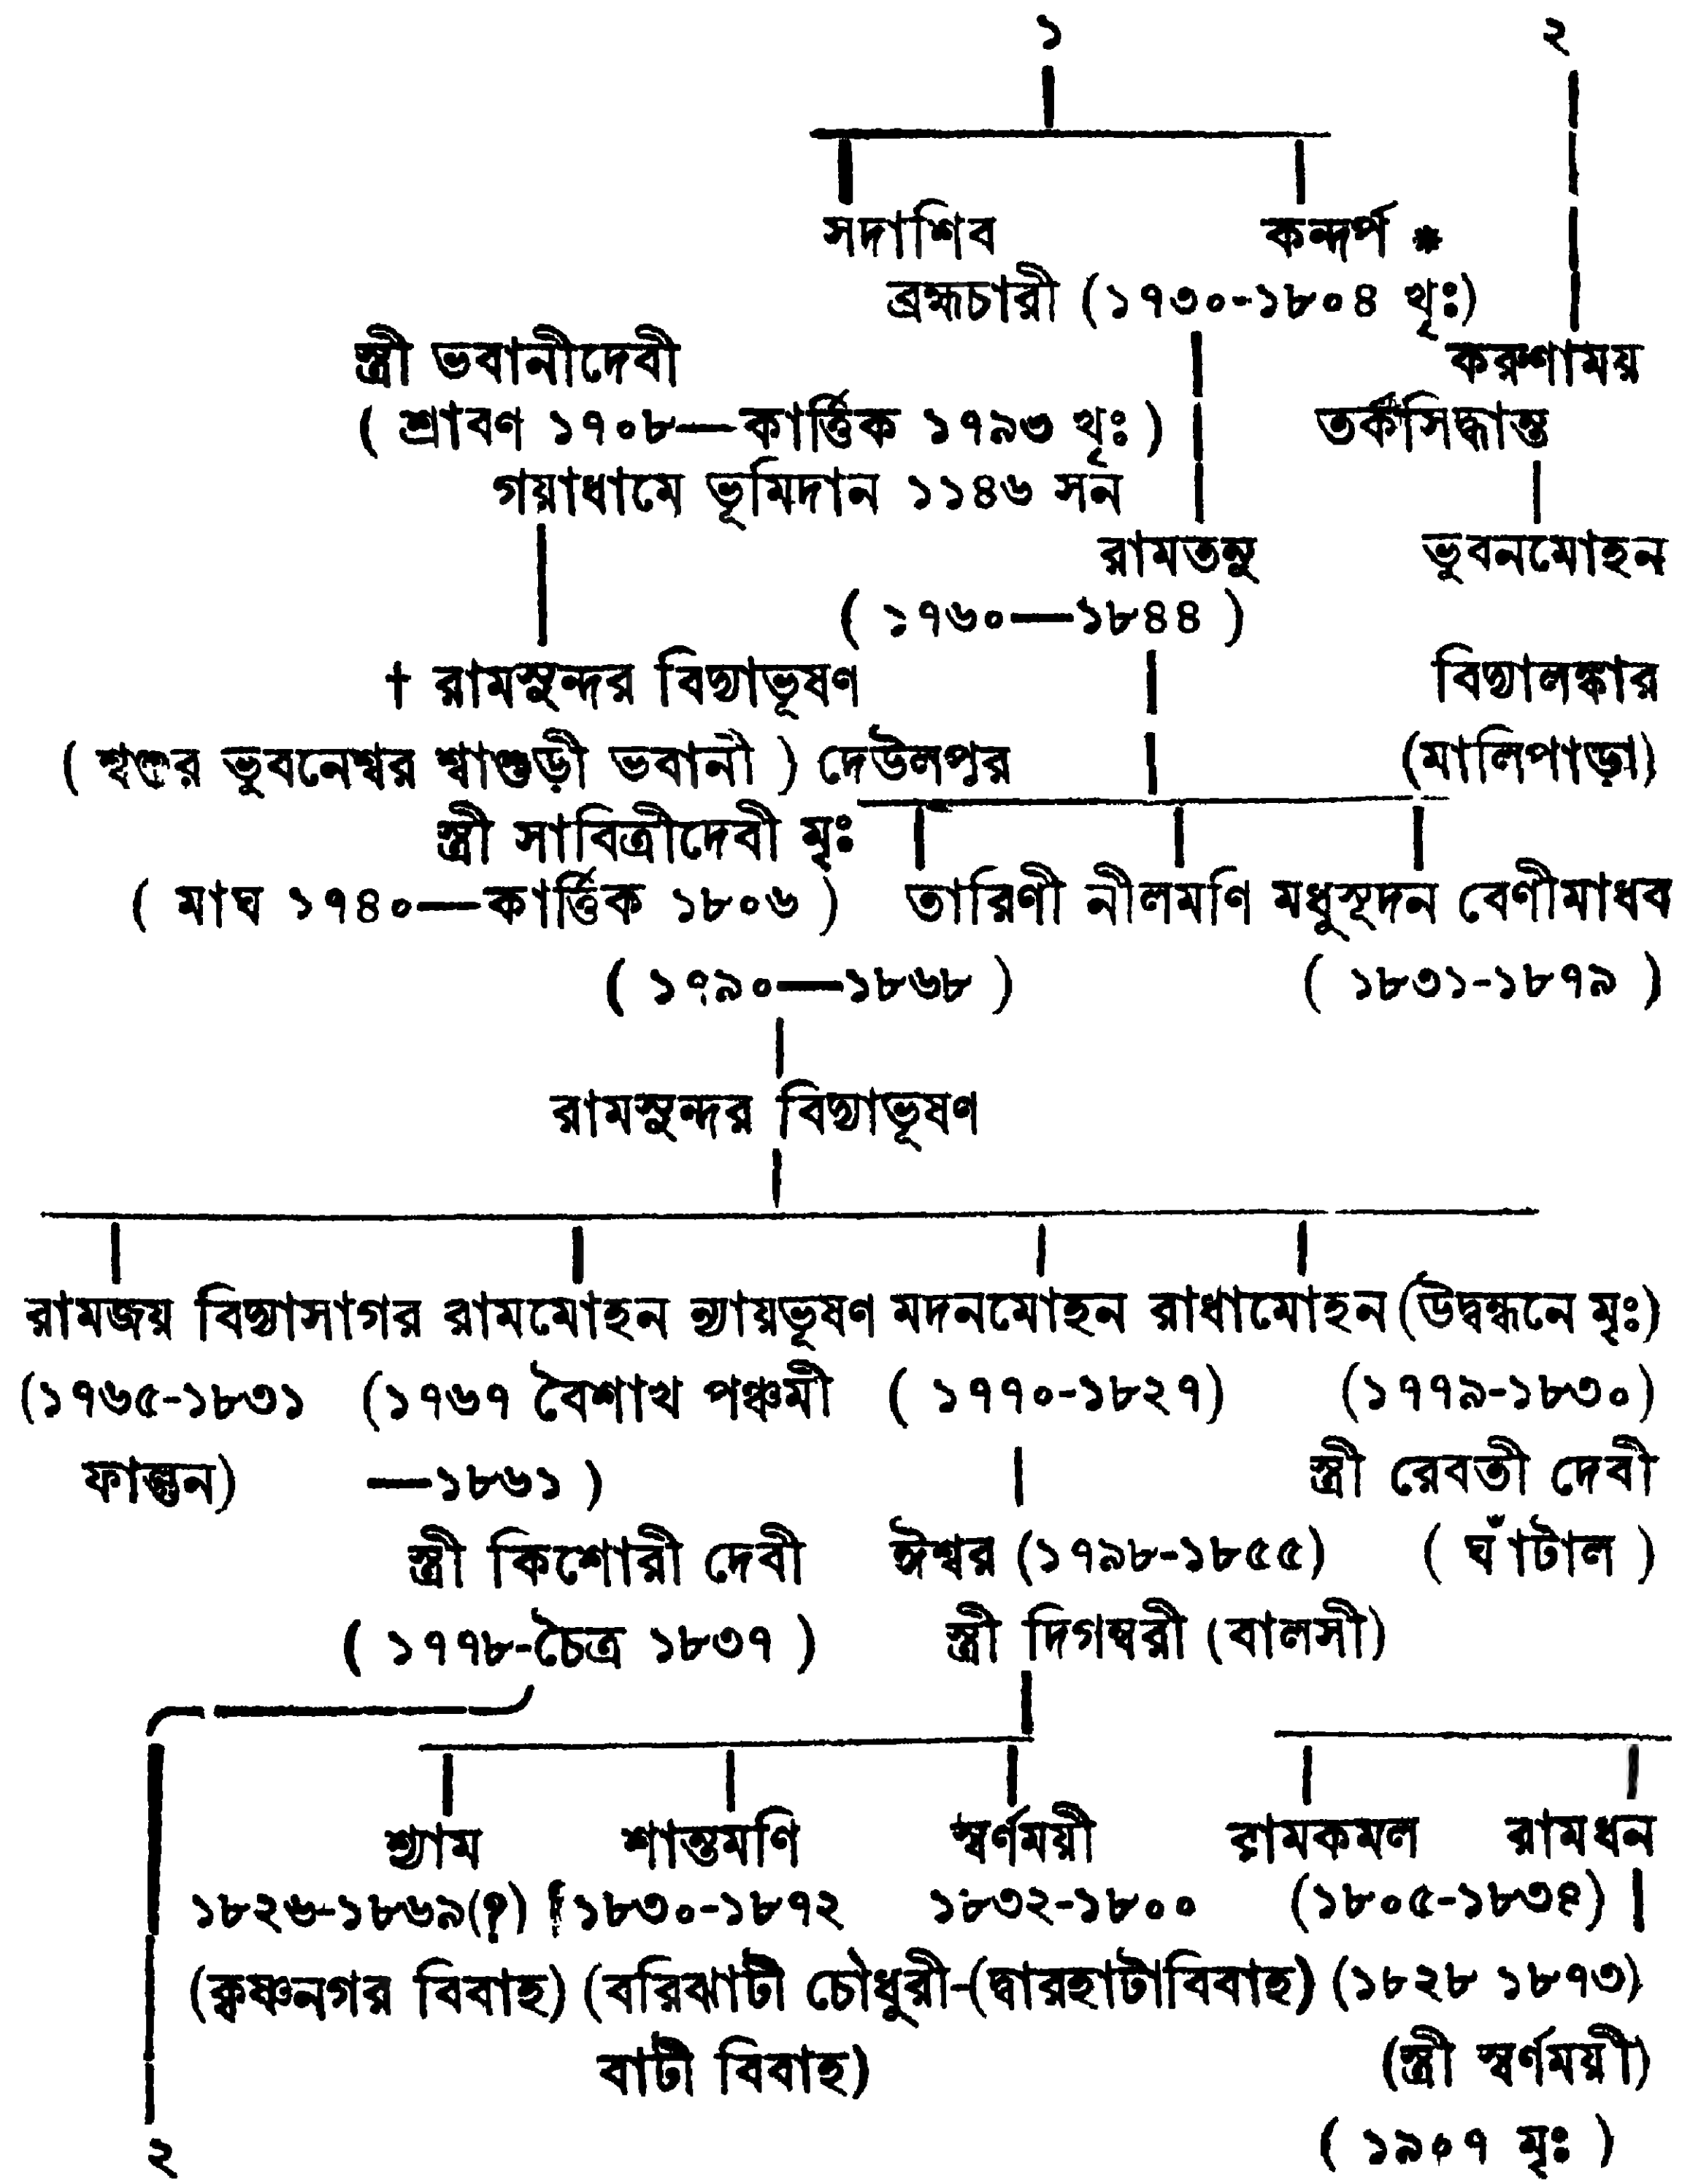 ১ ২
সদাশিব কন্দর্প *
ব্রহ্মচারী (১৭৩০-১৮০৪ খৃঃ)
স্ত্রী ভবানীদেবী করুণাময়
( শ্রাবণ ১৭০৮—কার্ত্তিক ১৭৯৩ খৃঃ ) তর্কসিদ্ধান্ত
গয়াধামে ভূমিদান ১১৪৬ সন
রামতনু ভুবনমোহন
( ১৭৬০—১৮৪৪ )
† রামসুন্দর বিদ্যাভূষণ বিদ্যালঙ্কার
( শ্বশুর ভুবনেশ্বর শ্বাশুড়ী ভবানী ) দেউলপুর (মালিপাড়া)
স্ত্রী সাবিত্রীদেবী মৃঃ
( মাঘ ১৭৪০—কার্ত্তিক ১৮০৬ ) তারিণী নীলমণি মধুসূদন বেণীমাধব
( ১৭৯০—১৮৬৮ ) ( ১৮৩১-১৮৭৯ )
রামসুন্দর বিদ্যাভূষণ
রামজয় বিদ্যাসাগর রামমোহন ন্যায়ভূষণ মদনমোহন রাধামোহন (উদ্বন্ধনে মৃঃ)
(১৭৬৫-১৮৩১ (১৭৬৭ বৈশাখ পঞ্চমী ( ১৭৭০-১৮২৭) (১৭৭৯-১৮৩০)
ফাল্গুন) —১৮৬১ ) স্ত্রী রেবতী দেবী
স্ত্রী কিশোরী দেবী ঈশ্বর (১৭৯৮-১৮৫৫) ( ঘাঁটাল )
( ১৭৭৮-চৈত্র ১৮৩৭ ) স্ত্রী দিগম্বরী (বালসী)
শ্যাম শান্তমণি স্বর্ণময়ী রামকমল রামধন
১৮২৬-১৮৬৯(?) ১৮৩০-১৮৭২ ১৮৩২-১৮০০ (১৮০৫-১৮৩৪)
(কৃষ্ণনগর বিবাহ) (বরিঝাটী চৌধুরী-(দ্বারহাটাবিবাহ) (১৮২৮ ১৮৭৩)
বাটী বিবাহ) (স্ত্রী স্বর্ণময়ী)
২ ( ১৯০৭ মৃঃ )